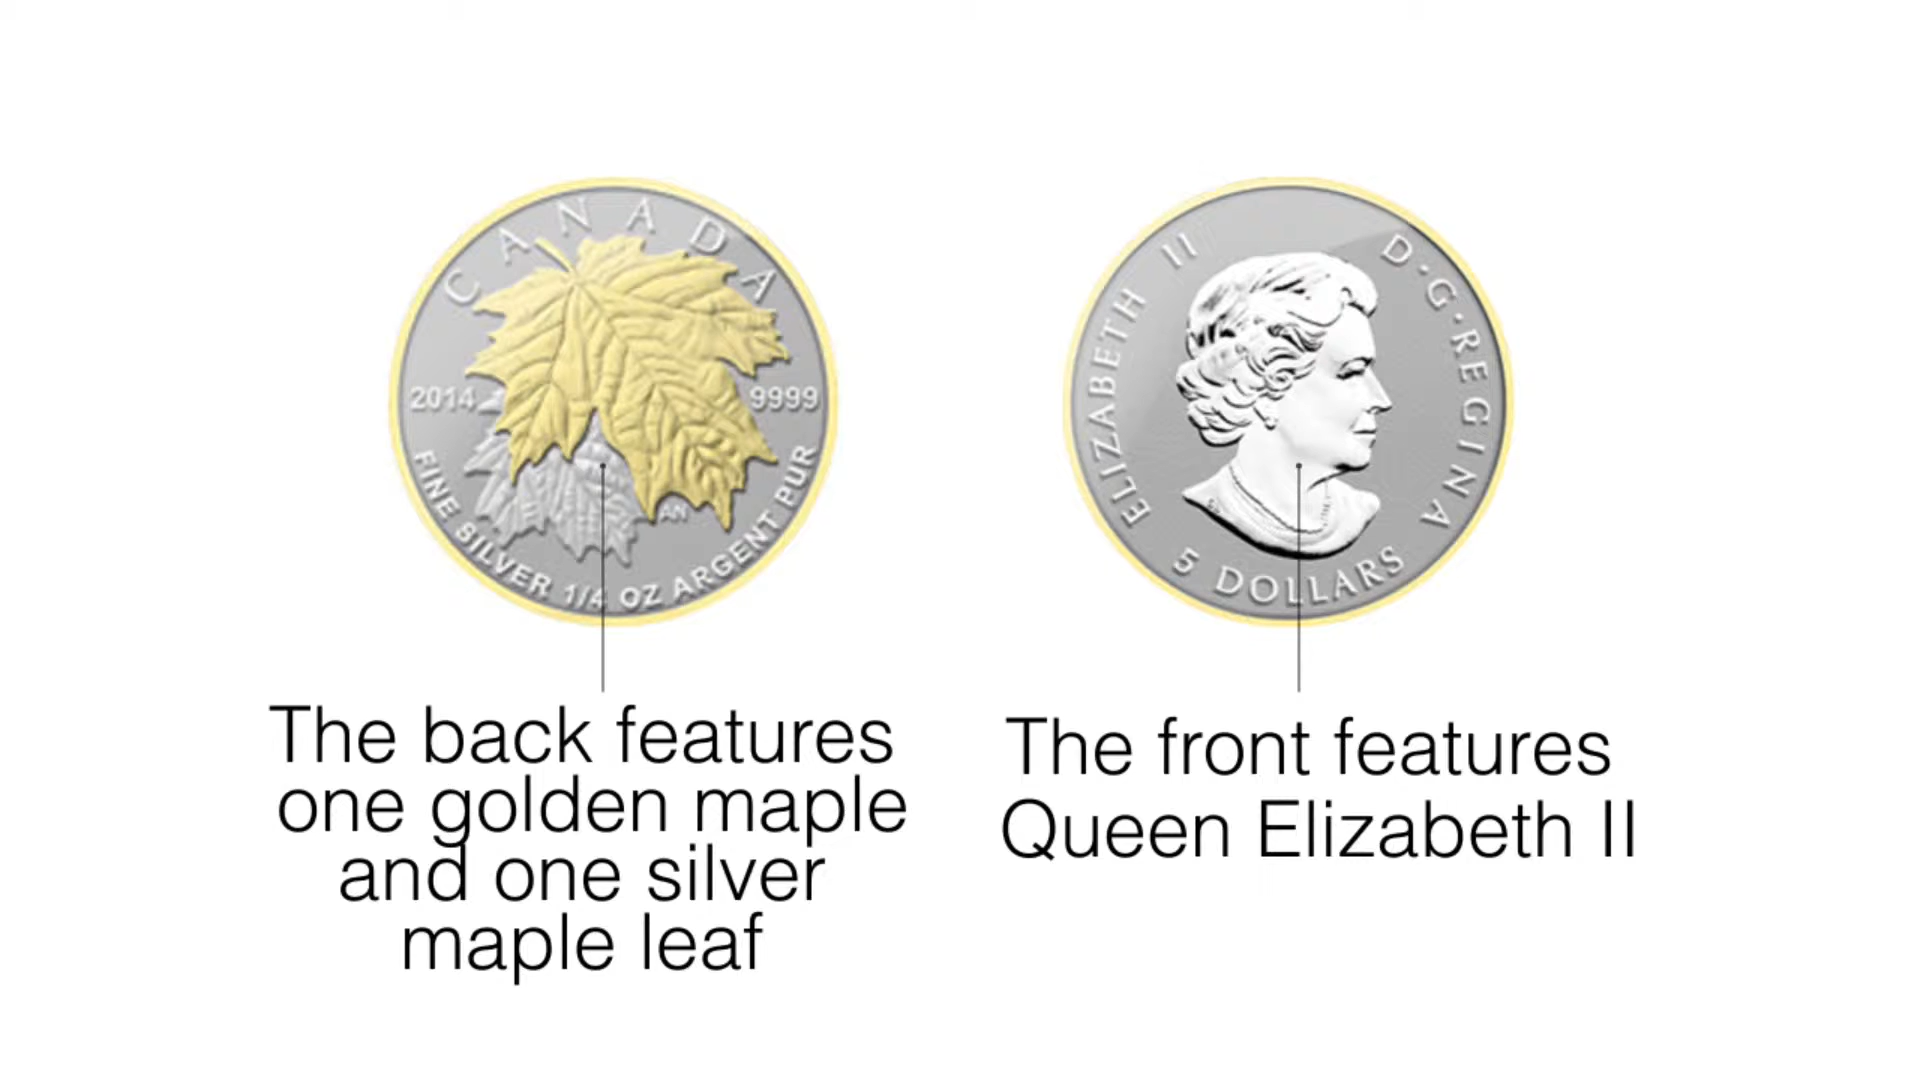 CANADA
2014
9999
FINE SILVER 1/4 OZ ARGENT PUR
AN
ELIZABETH II
D·G·REGINA
5 DOLLARS
The back features
one golden maple
and one silver
maple leaf
The front features
Queen Elizabeth II